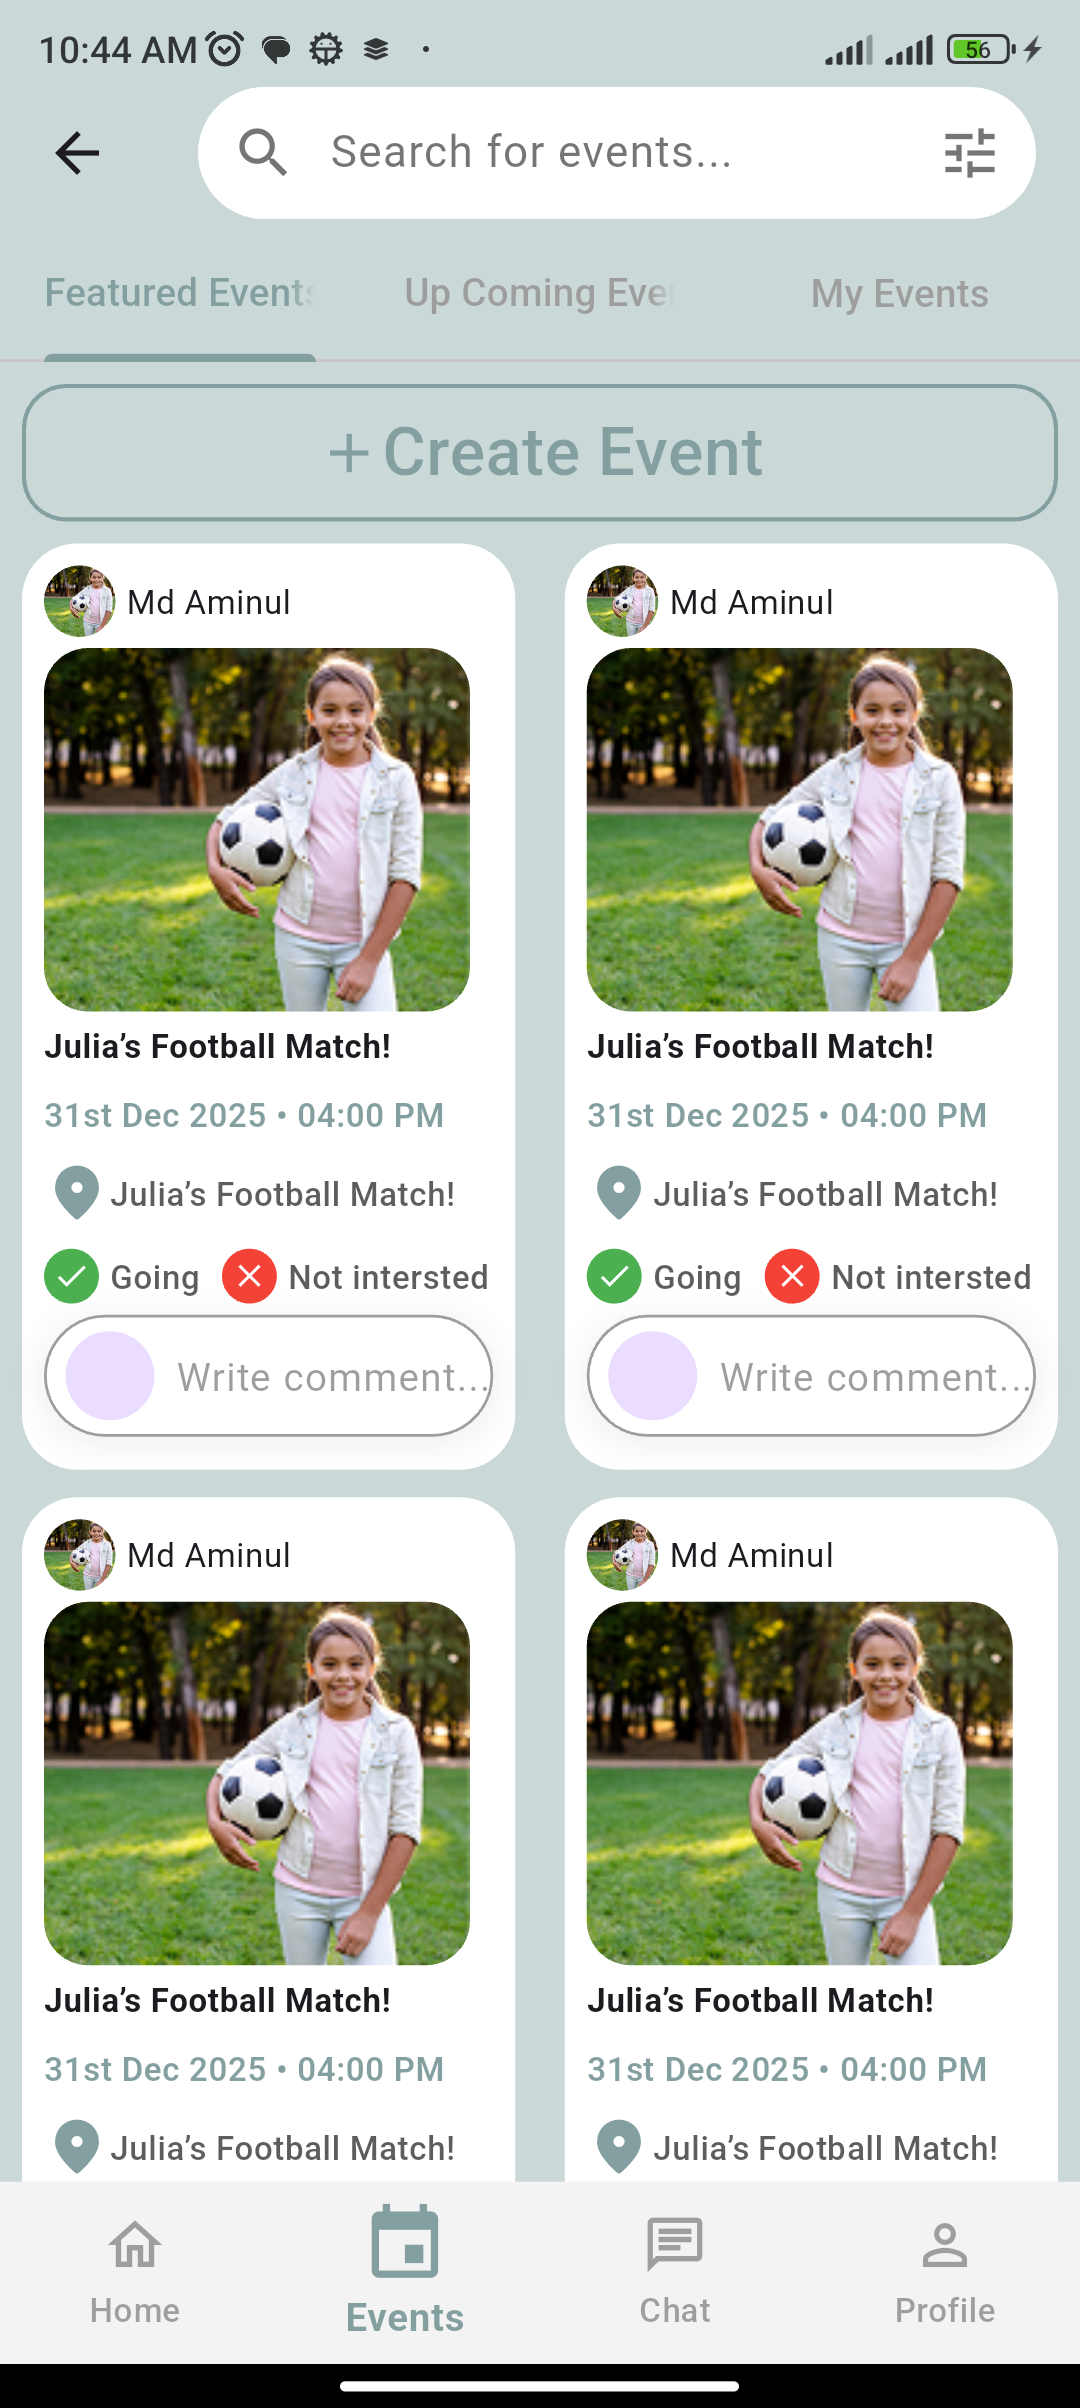 10:44 AM
56
Search for events...
Featured Events
Up Coming Eve
My Events
+ Create Event
Md Aminul
Md Aminul
Julia’s Football Match!
Julia’s Football Match!
31st Dec 2025 • 04:00 PM
31st Dec 2025 • 04:00 PM
Julia’s Football Match!
Julia’s Football Match!
Going
Not intersted
Going
Not intersted
Write comment...
Write comment...
Md Aminul
Md Aminul
Julia’s Football Match!
Julia’s Football Match!
31st Dec 2025 • 04:00 PM
31st Dec 2025 • 04:00 PM
Julia’s Football Match!
Julia’s Football Match!
Home
Events
Chat
Profile